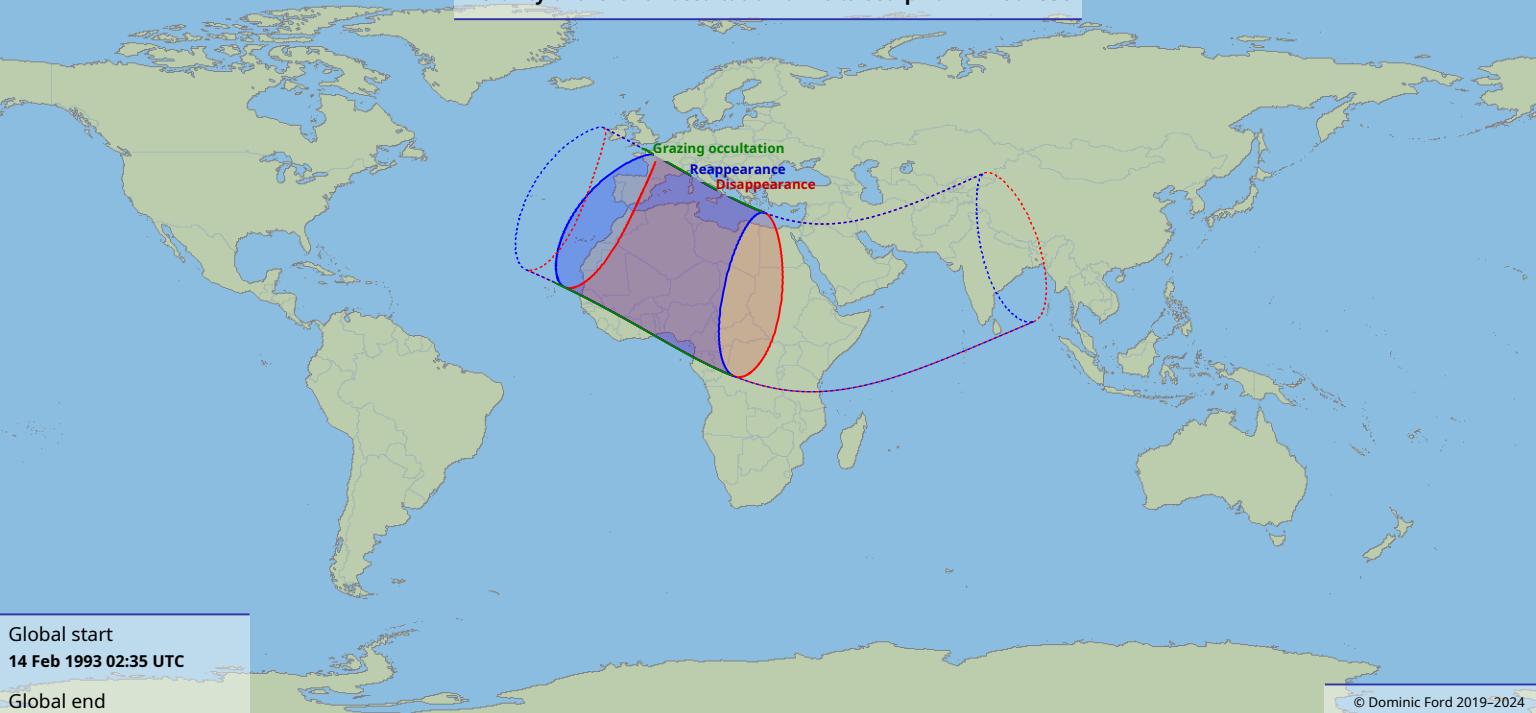 Grazing occultation
Reappearance
Disappearance
Global start
14 Feb 1993 02:35 UTC
Global end
© Dominic Ford 2019–2024